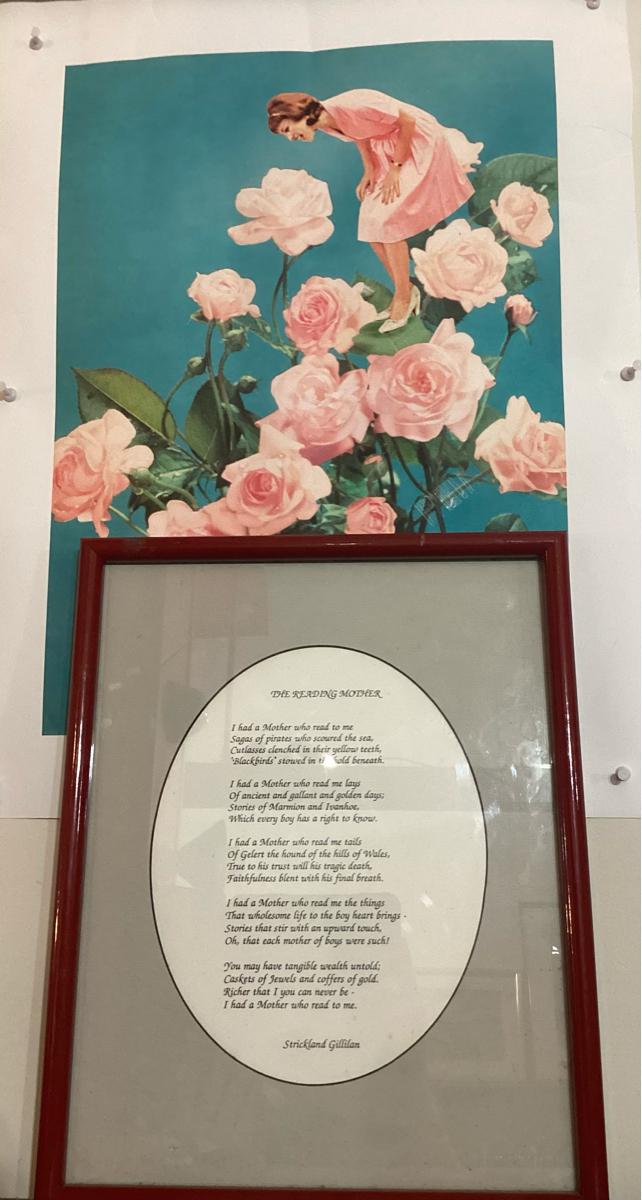 THE READING MOTHER
I had a Mother who read to me
Sagas of pirates who scoured the sea,
Cutlasses clenched in their yellow teeth,
'Blackbirds' stowed in the hold beneath.
I had a Mother who read me lays
Of ancient and gallant and golden days;
Stories of Marmion and Ivanhoe,
Which every boy has a right to know.
I had a Mother who read me tails
Of Gelert the hound of the hills of Wales,
True to his trust will his tragic death,
Faithfulness blent with his final breath.
I had a Mother who read me the things
That wholesome life to the boy heart brings -
Stories that stir with an upward touch,
Oh, that each mother of boys were such!
You may have tangible wealth untold;
Caskets of Jewels and coffers of gold.
Richer that I you can never be -
I had a Mother who read to me.
Strickland Gillilan